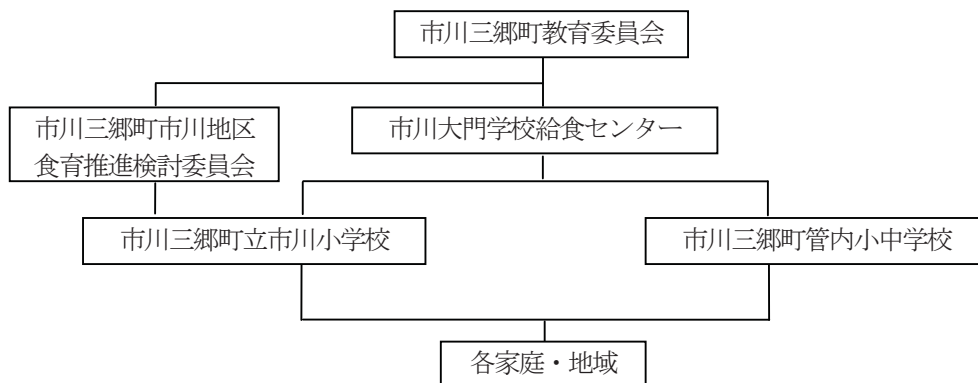 市川三郷町教育委員会
市川三郷町市川地区
食育推進検討委員会
市川大門学校給食センター
市川三郷町立市川小学校
市川三郷町管内小中学校
各家庭・地域